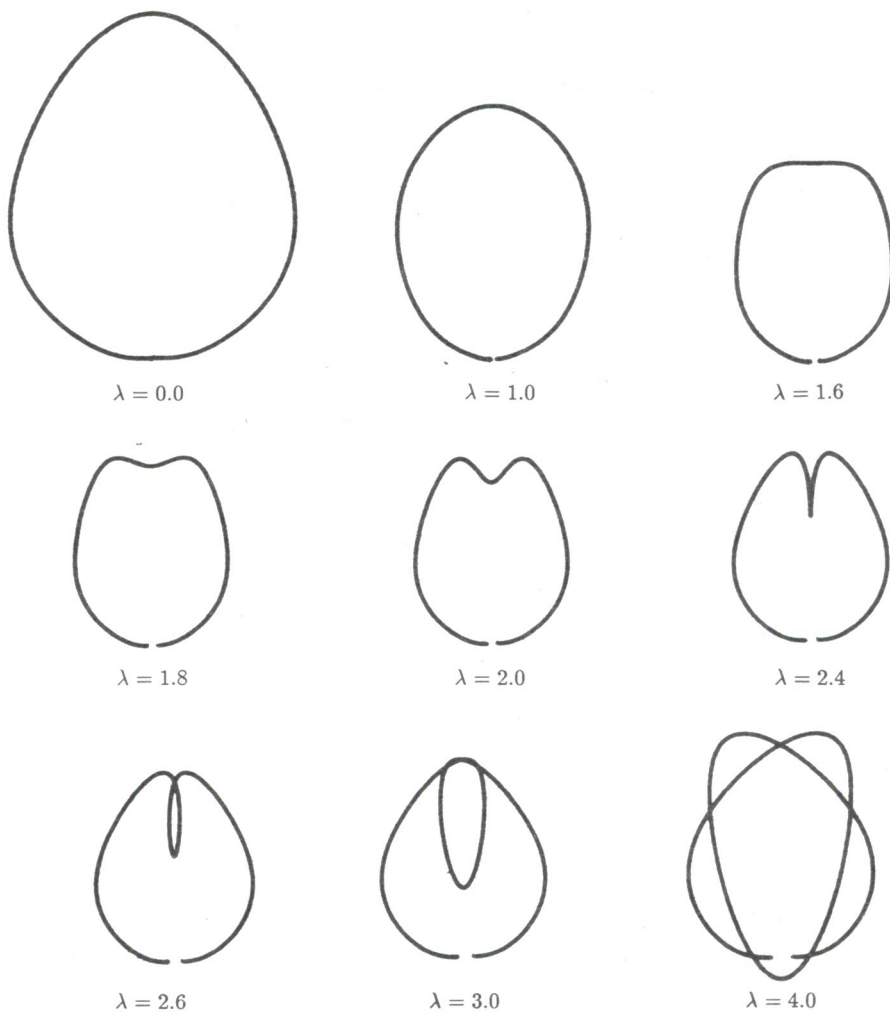 λ = 0.0
λ = 1.0
λ = 1.6
λ = 1.8
λ = 2.0
λ = 2.4
λ = 2.6
λ = 3.0
λ = 4.0